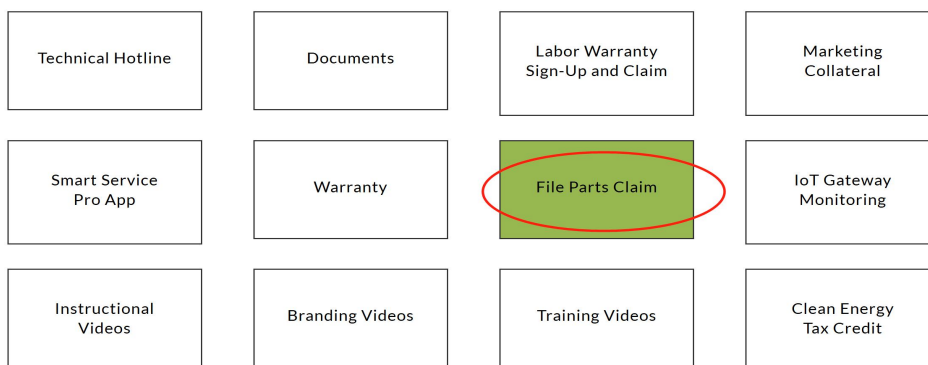 Technical Hotline
Documents
Labor Warranty
Sign-Up and Claim
Marketing
Collateral
Smart Service
Pro App
Warranty
File Parts Claim
IoT Gateway
Monitoring
Instructional
Videos
Branding Videos
Training Videos
Clean Energy
Tax Credit